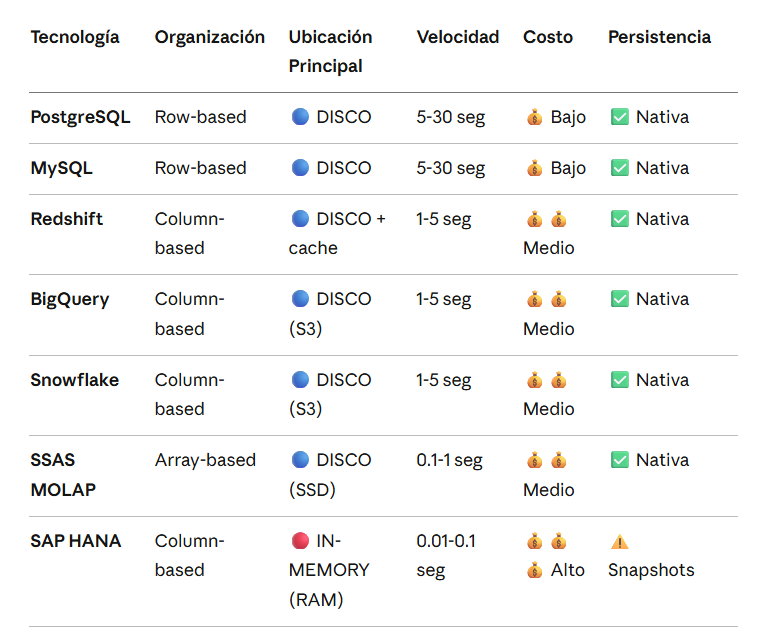 Tecnología Organización Ubicación Velocidad Costo Persistencia
Principal
PostgreSQL Row-based 🔵 DISCO 5-30 seg 💰 Bajo ✅ Nativa
MySQL Row-based 🔵 DISCO 5-30 seg 💰 Bajo ✅ Nativa
Redshift Column- 🔵 DISCO + 1-5 seg 💰 💰 ✅ Nativa
based cache Medio
BigQuery Column- 🔵 DISCO 1-5 seg 💰 💰 ✅ Nativa
based (S3) Medio
Snowflake Column- 🔵 DISCO 1-5 seg 💰 💰 ✅ Nativa
based (S3) Medio
SSAS Array-based 🔵 DISCO 0.1-1 seg 💰 💰 ✅ Nativa
MOLAP (SSD) Medio
SAP HANA Column- 🔴 IN- 0.01-0.1 💰 💰 ⚠️
based MEMORY seg 💰 Alto Snapshots
(RAM)